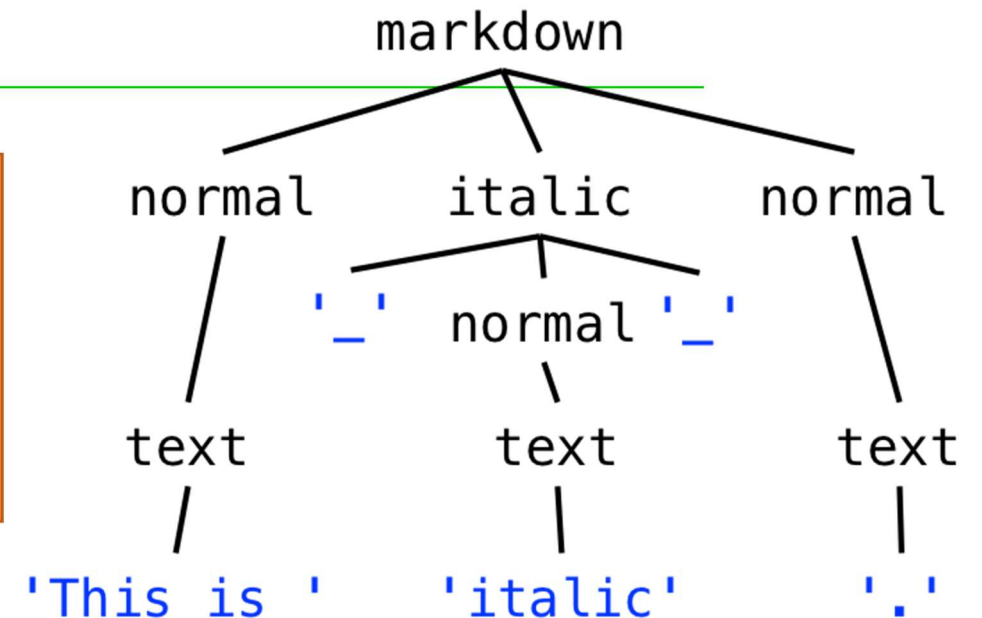 markdown
normal italic normal
'_' normal '_'
text text text
'This is ' 'italic' '.'